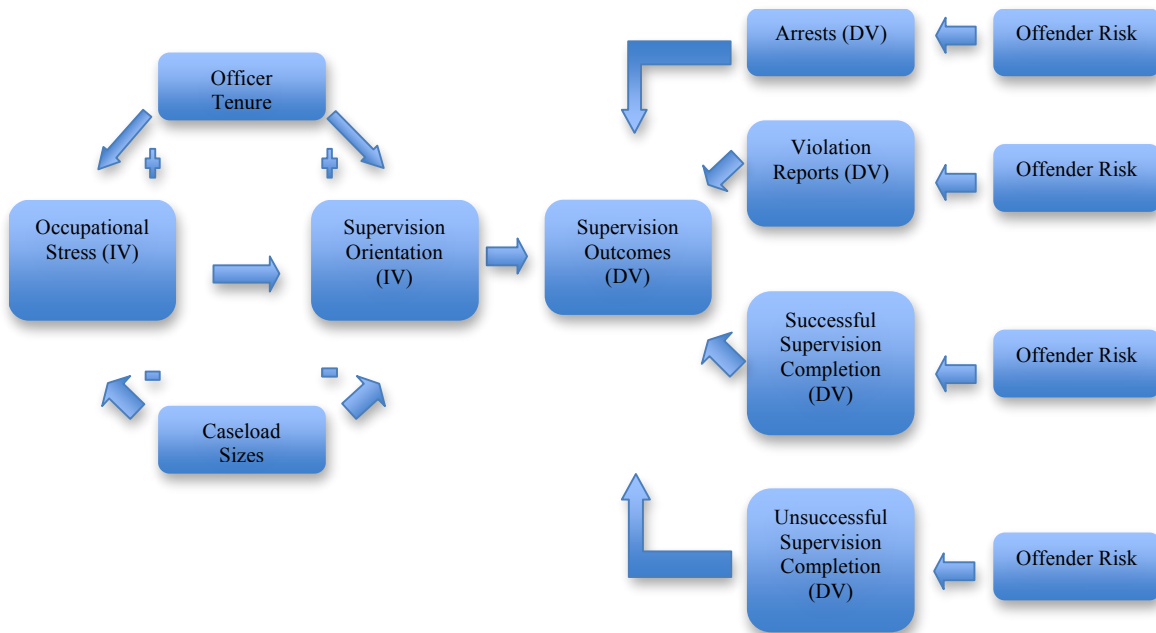 Officer
Tenure
Occupational
Stress (IV)
Supervision
Orientation
(IV)
Caseload
Sizes
Supervision
Outcomes
(DV)
Arrests (DV)
Offender Risk
Violation
Reports (DV)
Offender Risk
Successful
Supervision
Completion
(DV)
Offender Risk
Unsuccessful
Supervision
Completion
(DV)
Offender Risk